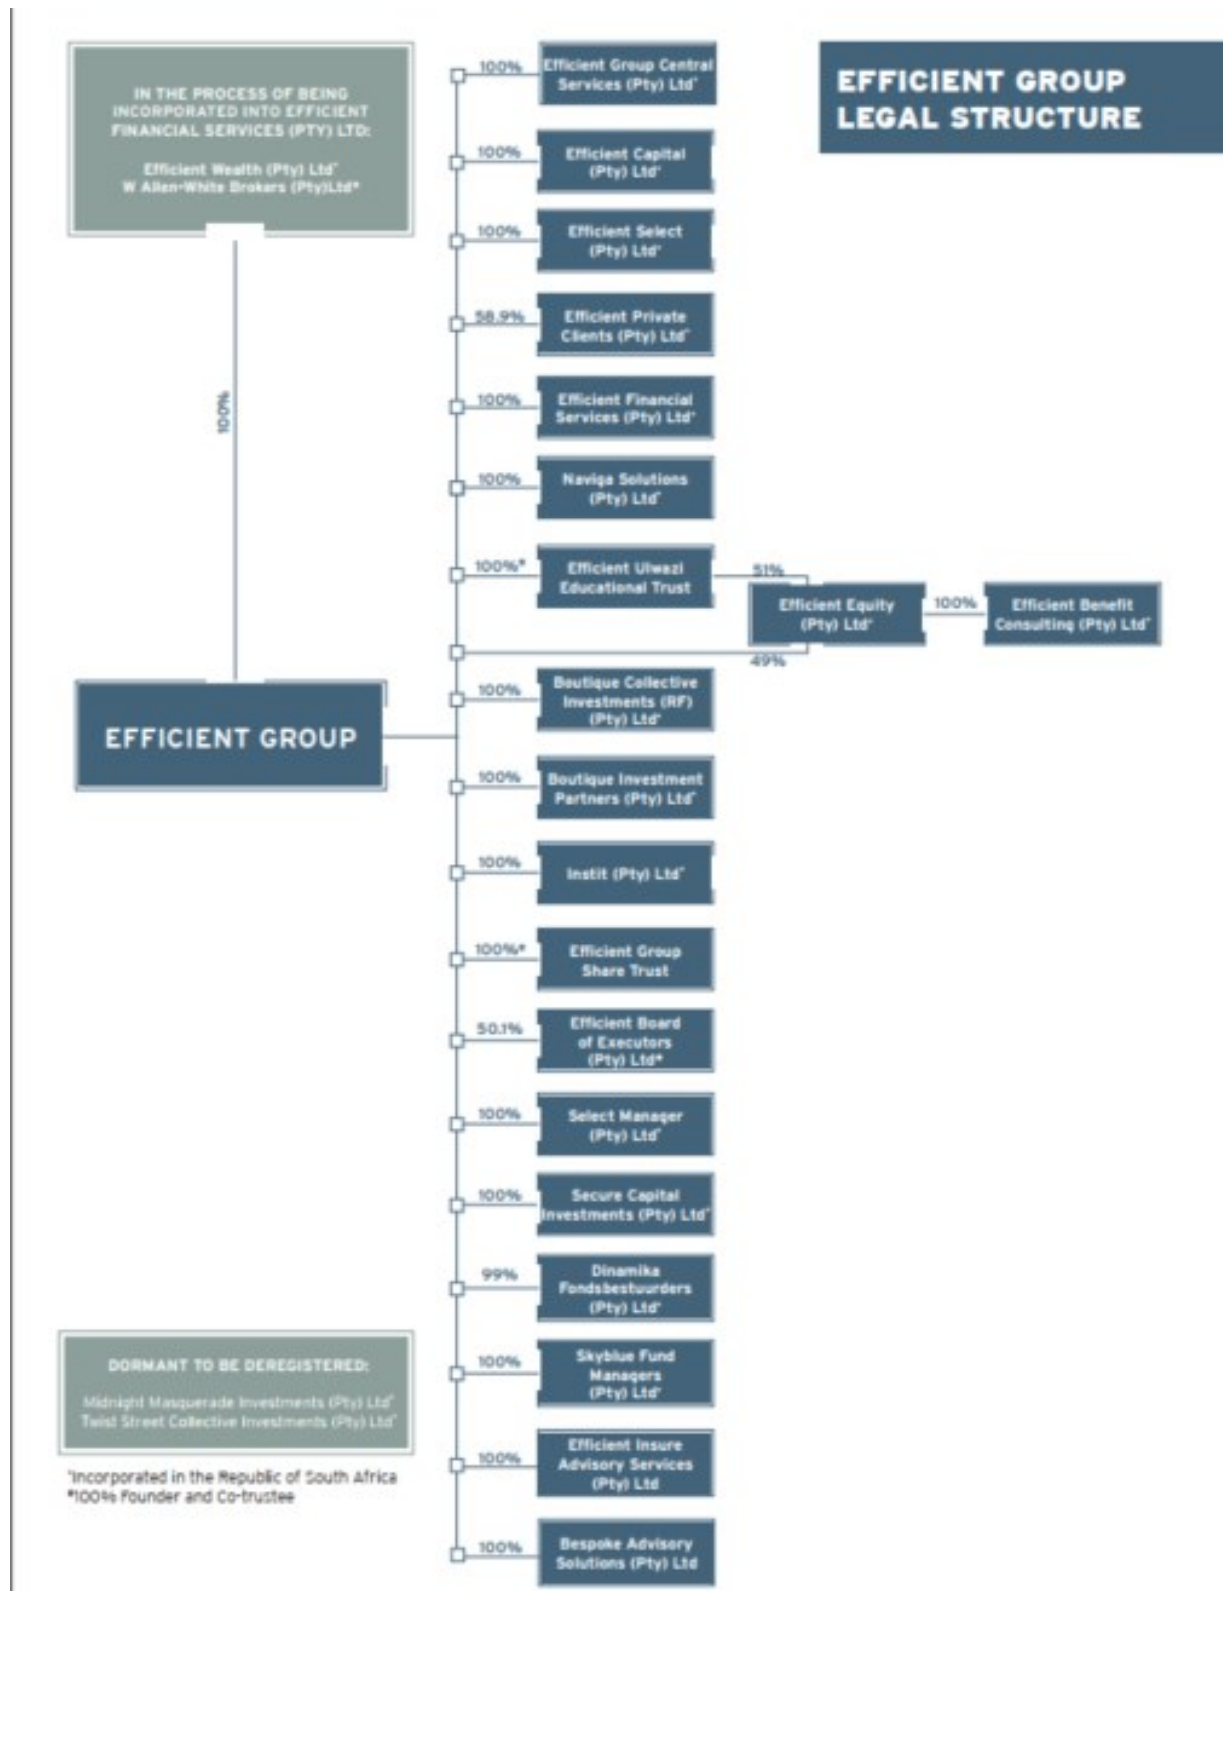 EFFICIENT GROUP
LEGAL STRUCTURE
IN THE PROCESS OF BEING
INCORPORATED INTO EFFICIENT
FINANCIAL SERVICES (PTY) LTD:
Efficient Wealth (Pty) Ltd*
W Allen-White Brokers (Pty)Ltd*
100%
EFFICIENT GROUP
100%
Efficient Group Central
Services (Pty) Ltd*
100%
Efficient Capital
(Pty) Ltd*
100%
Efficient Select
(Pty) Ltd*
58.9%
Efficient Private
Clients (Pty) Ltd*
100%
Efficient Financial
Services (Pty) Ltd*
100%
Naviga Solutions
(Pty) Ltd*
100%#
Efficient Ulwazi
Educational Trust
51%
Efficient Equity
(Pty) Ltd*
100%
Efficient Benefit
Consulting (Pty) Ltd*
49%
100%
Boutique Collective
Investments (RF)
(Pty) Ltd*
100%
Boutique Investment
Partners (Pty) Ltd*
100%
Instit (Pty) Ltd*
100%#
Efficient Group
Share Trust
50.1%
Efficient Board
of Executors
(Pty) Ltd*
100%
Select Manager
(Pty) Ltd*
100%
Secure Capital
Investments (Pty) Ltd*
99%
Dinamika
Fondsbestuurders
(Pty) Ltd*
100%
Skyblue Fund
Managers
(Pty) Ltd*
100%
Efficient Insure
Advisory Services
(Pty) Ltd
100%
Bespoke Advisory
Solutions (Pty) Ltd
DORMANT TO BE DEREGISTERED:
Midnight Masquerade Investments (Pty) Ltd*
Twist Street Collective Investments (Pty) Ltd*
*Incorporated in the Republic of South Africa
#100% Founder and Co-trustee